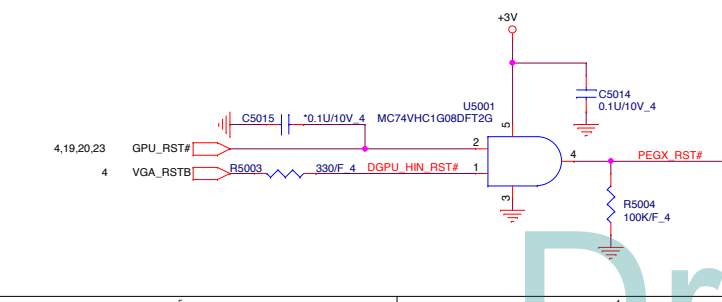 +3V
C5014
0.1U/10V_4
U5001
C5015 *0.1U/10V_4 MC74VHC1G08DFT2G
5
4,19,20,23 GPU_RST# 2
4 PEGX_RST#
4 VGA_RSTB R5003 330/F_4 DGPU_HIN_RST# 1
3
R5004
100K/F_4